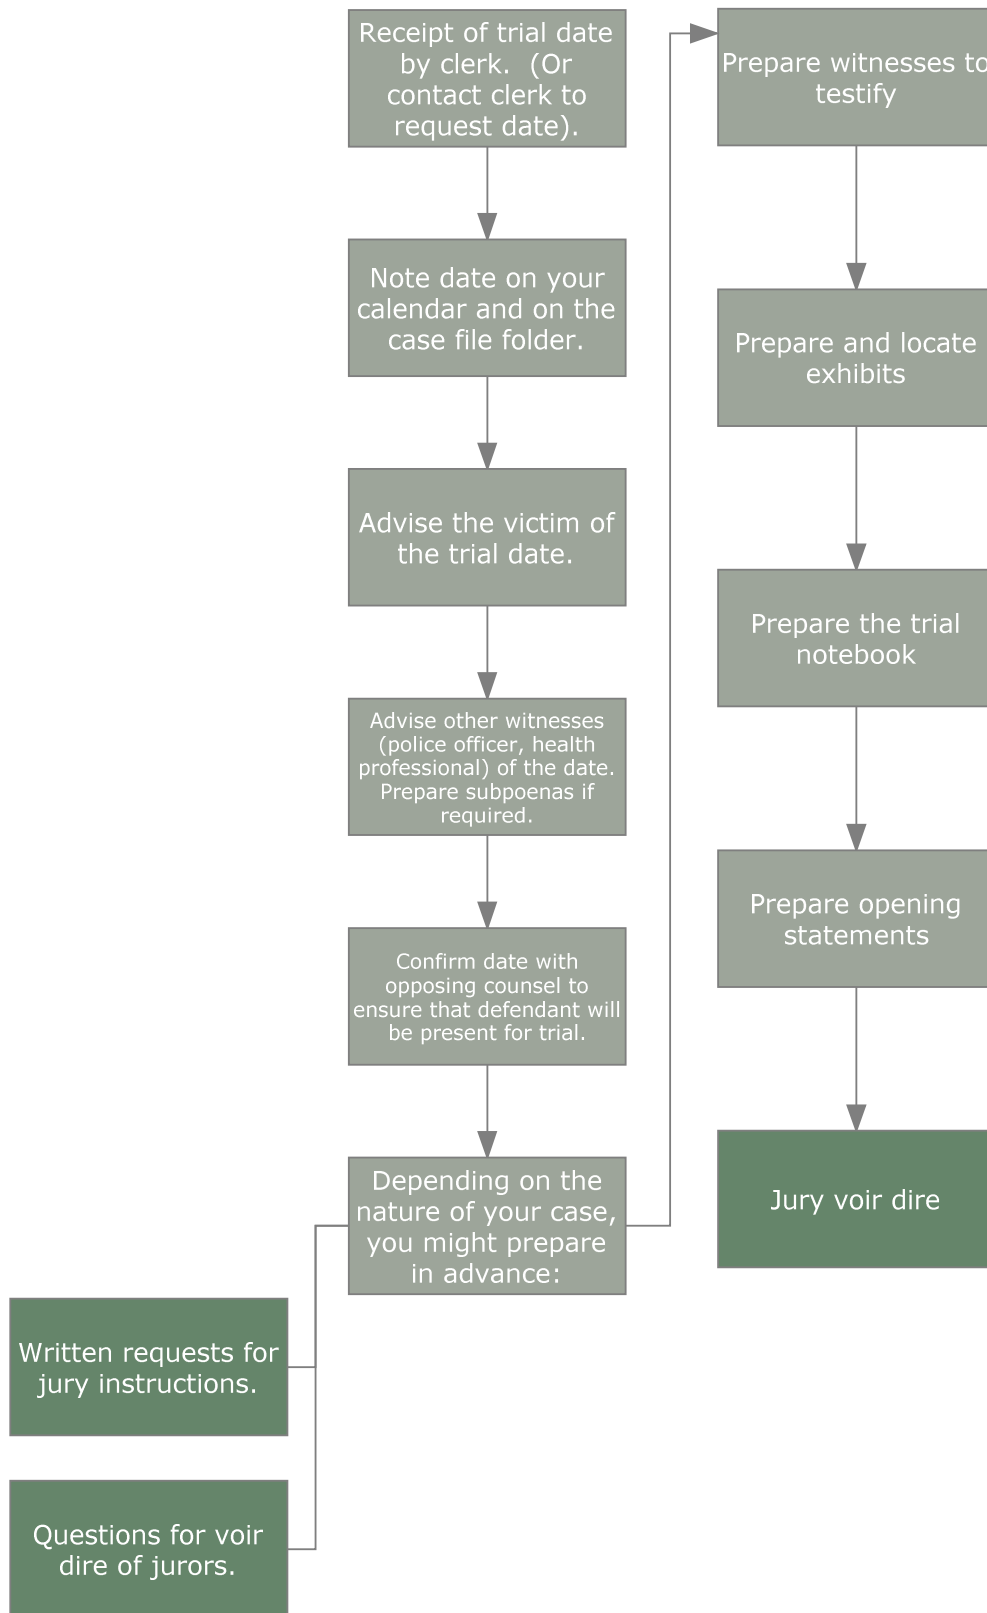 Receipt of trial date
by clerk.  (Or
contact clerk to
request date).
Note date on your
calendar and on the
case file folder.
Advise the victim of
the trial date.
Advise other witnesses
(police officer, health
professional) of the date.
Prepare subpoenas if
required.
Confirm date with
opposing counsel to
ensure that defendant will
be present for trial.
Depending on the
nature of your case,
you might prepare
in advance:
Written requests for
jury instructions.
Questions for voir
dire of jurors.
Prepare witnesses to
testify
Prepare and locate
exhibits
Prepare the trial
notebook
Prepare opening
statements
Jury voir dire